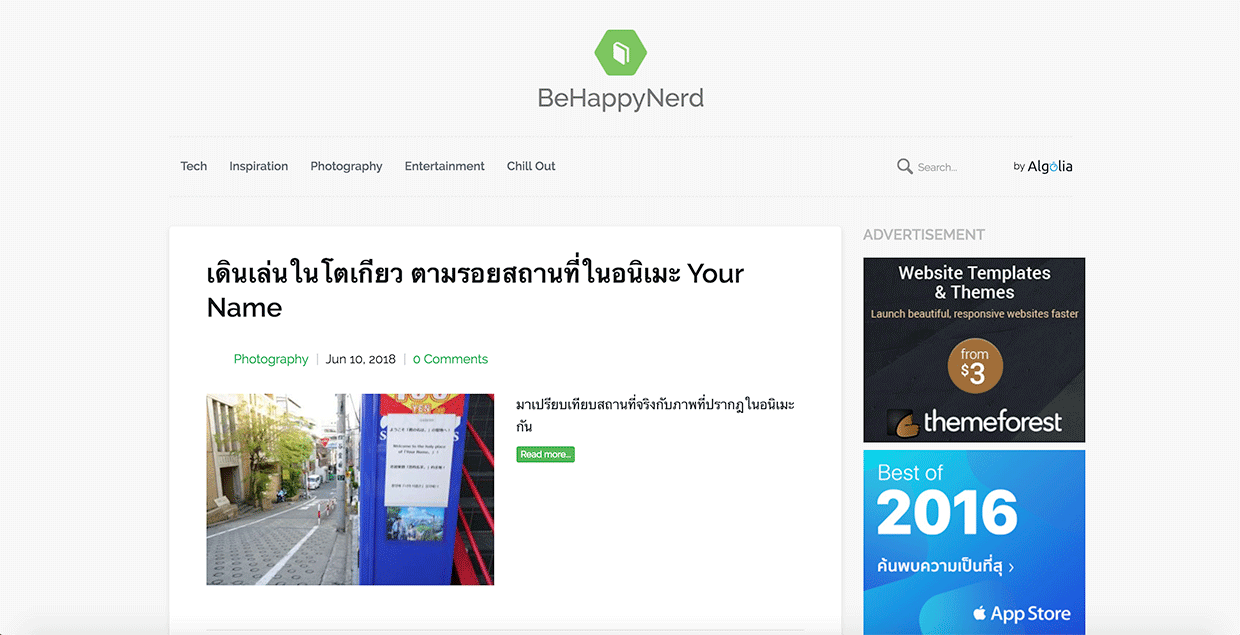 BeHappyNerd
Tech Inspiration Photography Entertainment Chill Out Search... by Algolia
เดินเล่นในโตเกียว ตามรอยสถานที่ในอนิเมะ Your
Name
Photography | Jun 10, 2018 | 0 Comments
YEN
Welcome to the holy place
มาเปรียบเทียบสถานที่จริงกับภาพที่ปรากฏในอนิเมะ
กัน
Read more...
ADVERTISEMENT
Website Templates
& Themes
Launch beautiful, responsive websites faster
from
$3
themeforest
Best of
2016
ค้นพบความเป็นที่สุ ›
App Store